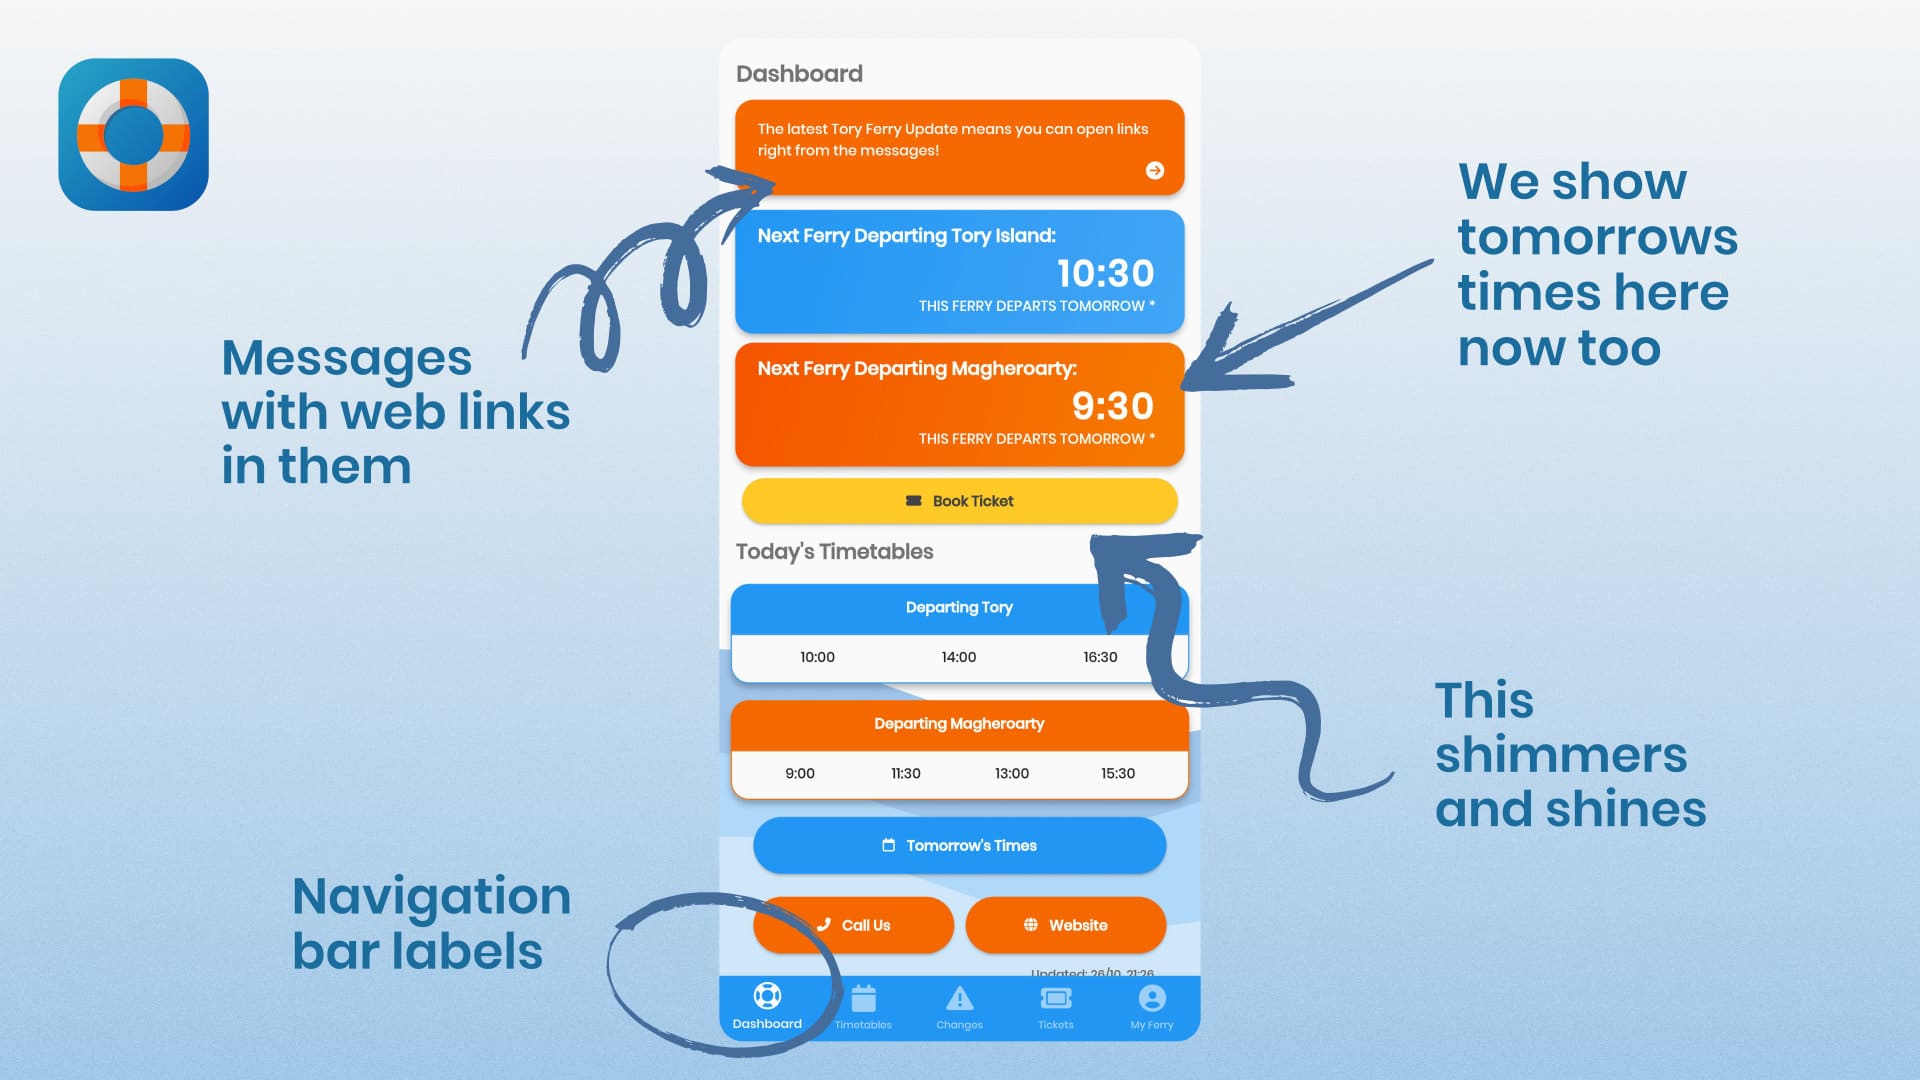 Dashboard
The latest Tory Ferry Update means you can open links
right from the messages!
Next Ferry Departing Tory Island:
10:30
THIS FERRY DEPARTS TOMORROW *
Next Ferry Departing Magheroarty:
9:30
THIS FERRY DEPARTS TOMORROW *
Book Ticket
Today's Timetables
Departing Tory
10:00 14:00 16:30
Departing Magheroarty
9:00 11:30 13:00 15:30
Tomorrow's Times
Call Us Website
Updated: 26/10, 21:26
Dashboard Timetables Changes Tickets My Ferry
Messages
with web links
in them
We show
tomorrows
times here
now too
This
shimmers
and shines
Navigation
bar labels